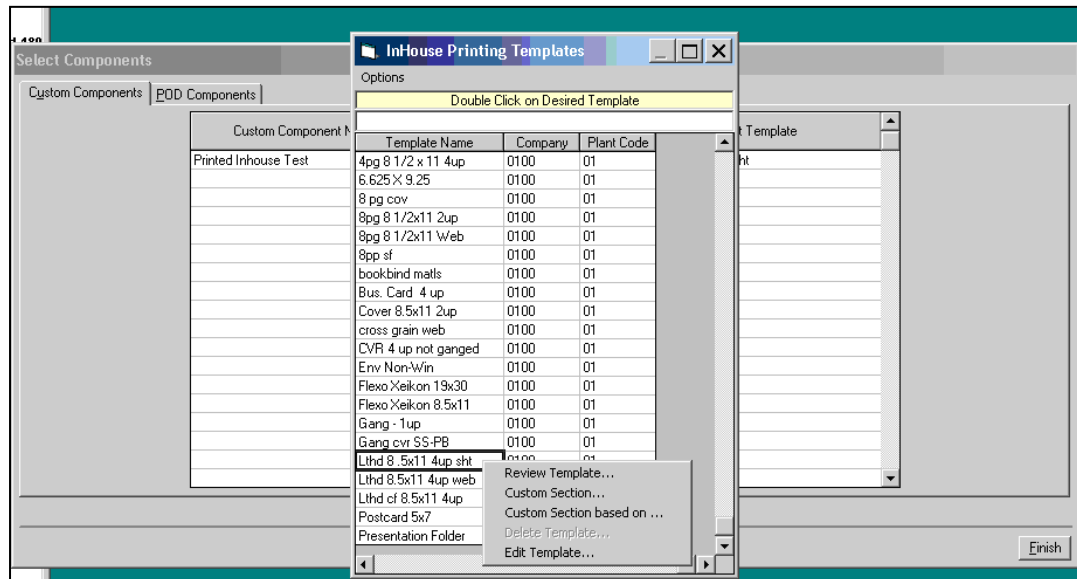 Select Components
Custom Components
POD Components
Custom Component N
t Template
Printed Inhouse Test
ht
InHouse Printing Templates
Options
Double Click on Desired Template
Template Name Company Plant Code
4pg 8 1/2 x 11 4up 0100 01
6.625 X 9.25 0100 01
8 pg cov 0100 01
8pg 8 1/2x11 2up 0100 01
8pg 8 1/2x11 Web 0100 01
8pp sf 0100 01
bookbind matls 0100 01
Bus. Card 4 up 0100 01
Cover 8.5x11 2up 0100 01
cross grain web 0100 01
CVR 4 up not ganged 0100 01
Env Non-Win 0100 01
Flexo Xeikon 19x30 0100 01
Flexo Xeikon 8.5x11 0100 01
Gang - 1up 0100 01
Gang cvr SS-PB 0100 01
Lthd 8 .5x11 4up sht 0100 01
Lthd 8.5x11 4up web
Lthd cf 8.5x11 4up
Postcard 5x7
Presentation Folder
Review Template...
Custom Section...
Custom Section based on ...
Delete Template...
Edit Template...
Finish